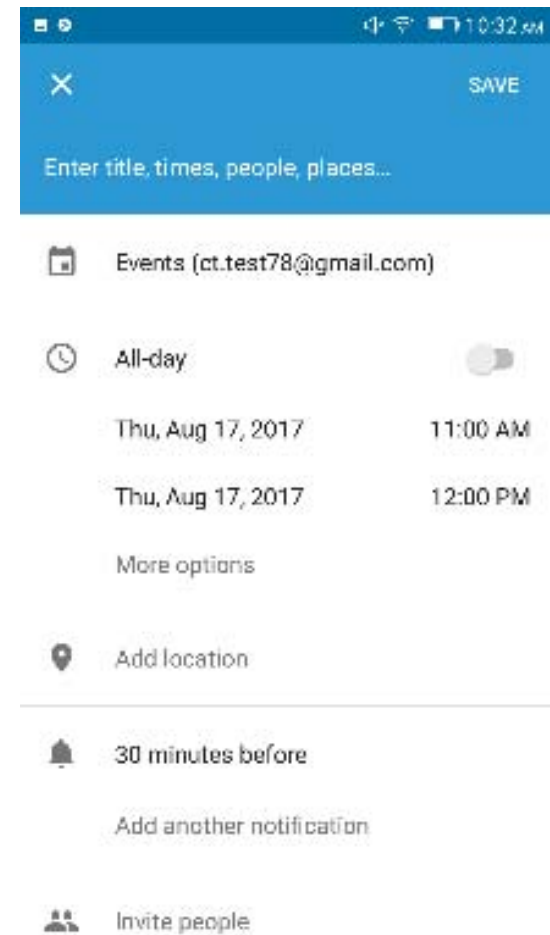 10:32 AM
SAVE
Enter title, times, people, places...
Events (ct.test78@gmail.com)
All-day
Thu, Aug 17, 2017 11:00 AM
Thu, Aug 17, 2017 12:00 PM
More options
Add location
30 minutes before
Add another notification
Invite people